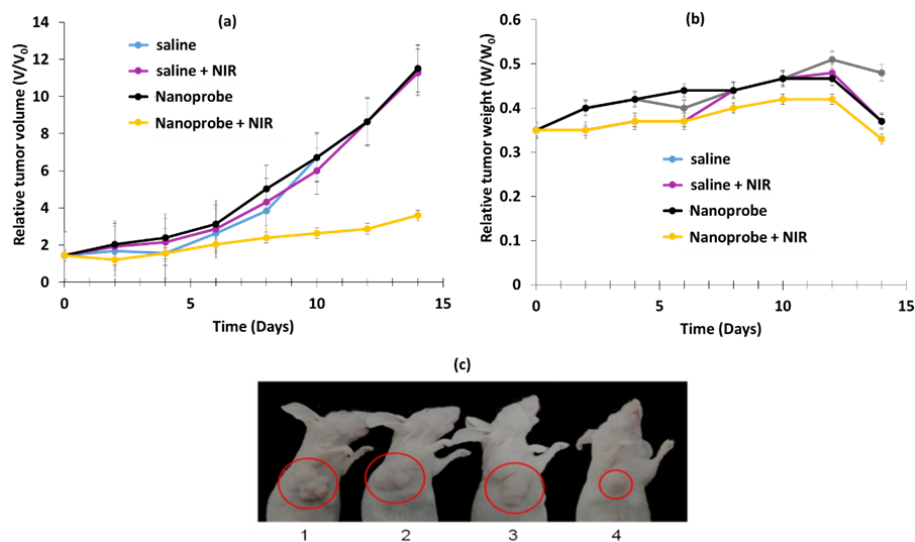 (a)
14
12
10
8
6
4
2
0
Relative tumor volume (V/V₀)
saline
saline + NIR
Nanoprobe
Nanoprobe + NIR
0 5 10 15
Time (Days)
(b)
0.6
0.5
0.4
0.3
0.2
0.1
0
Relative tumor weight (W/W₀)
saline
saline + NIR
Nanoprobe
Nanoprobe + NIR
0 5 10 15
Time (Days)
(c)
1 2 3 4